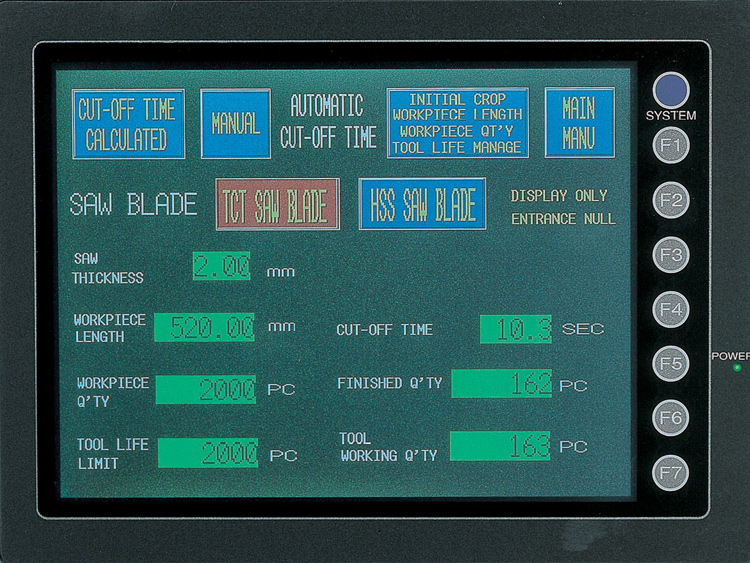 CUT-OFF TIME
CALCULATED
MANUAL
AUTOMATIC
CUT-OFF TIME
INITIAL CROP
WORKPIECE LENGTH
WORKPIECE QT'Y
TOOL LIFE MANAGE
MAIN
MANU
SYSTEM
F1
SAW BLADE
TCT SAW BLADE
HSS SAW BLADE
DISPLAY ONLY
ENTRANCE NULL
F2
SAW
THICKNESS
2.00 mm
F3
WORKPIECE
LENGTH
520.00 mm
CUT-OFF TIME
10.3 SEC
F4
WORKPIECE
Q'TY
2000 PC
FINISHED Q'TY
162 PC
F5
POWER
TOOL LIFE
LIMIT
2000 PC
TOOL
WORKING Q'TY
163 PC
F6
F7